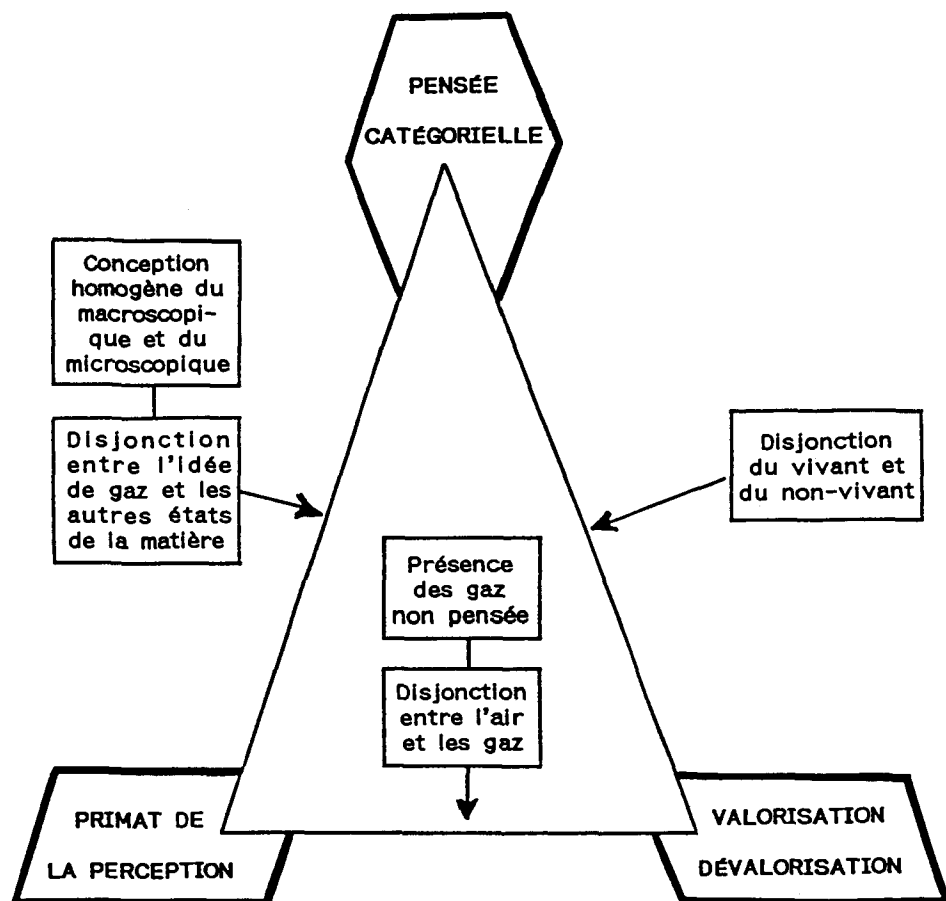 PENSÉE
CATÉGORIELLE
Conception
homogène du
macroscopi-
que et du
microscopique
Disjonction
entre l'idée
de gaz et les
autres états
de la matière
Disjonction
du vivant et
du non-vivant
Présence
des gaz
non pensée
Disjonction
entre l'air
et les gaz
PRIMAT DE
LA PERCEPTION
VALORISATION
DÉVALORISATION